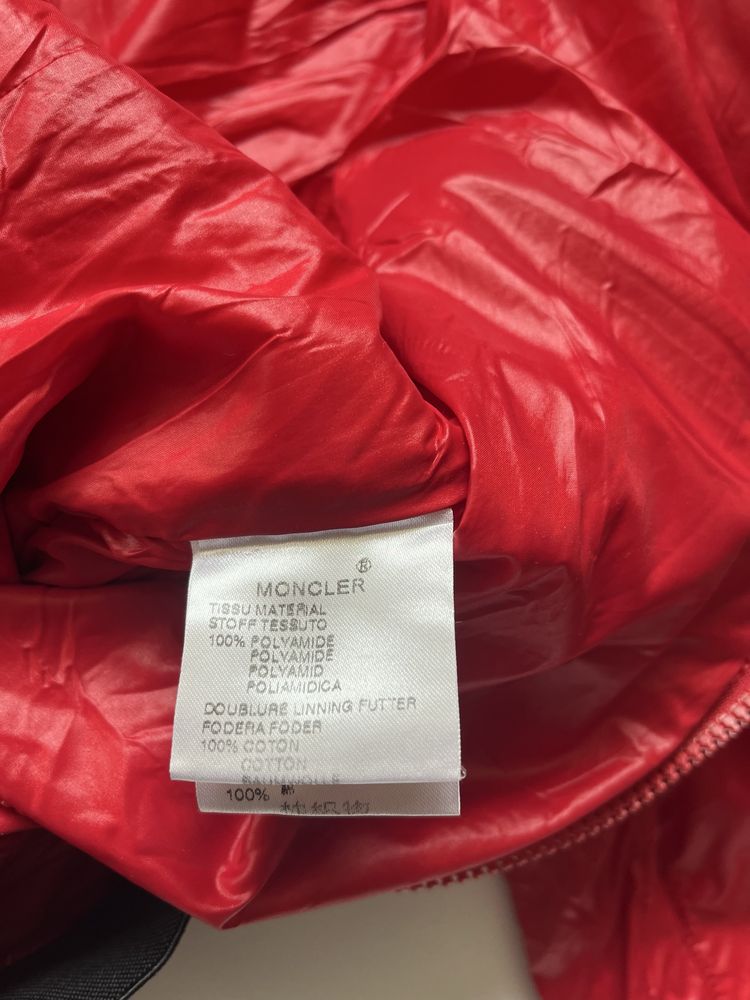 MONCLER®
TISSU MATERIAL
STOFF TESSUTO
100% POLYAMIDE
POLYAMIDE
POLYAMID
POLIAMIDICA
DOUBLURE LINNING FUTTER
FODERA FODER
100% COTON
COTTON
100% 棉